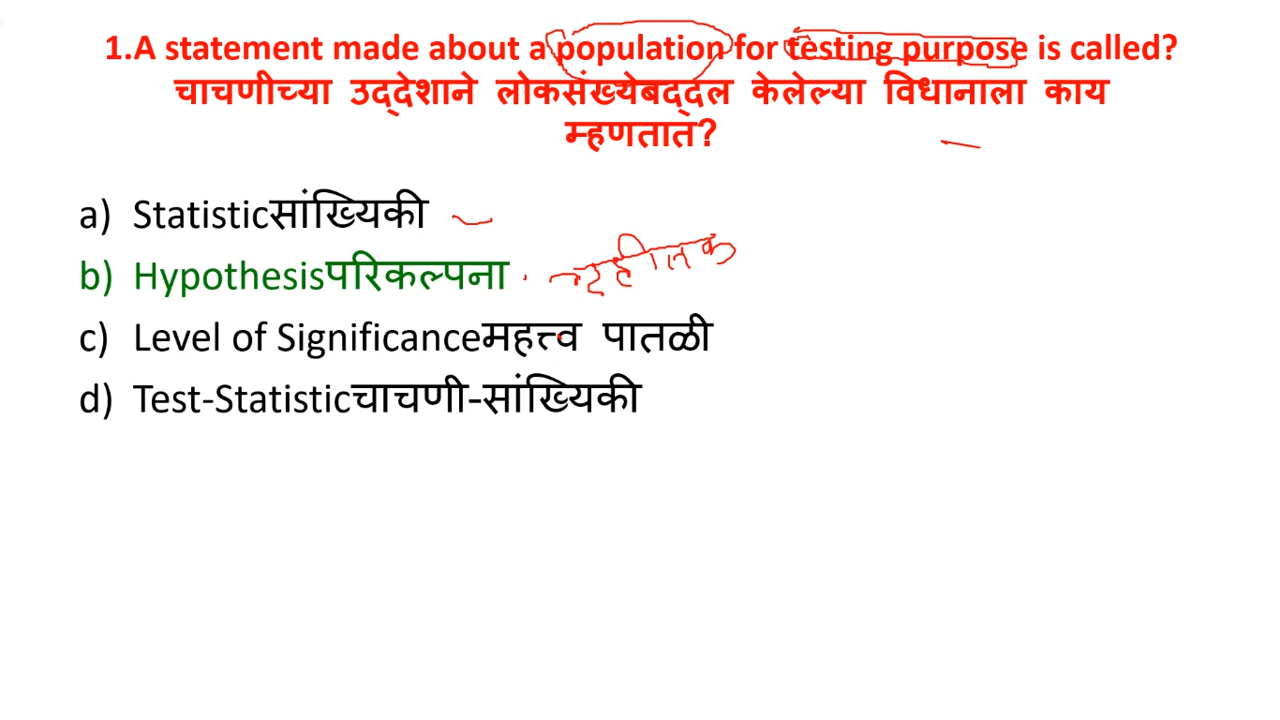 1.A statement made about a population for testing purpose is called?
चाचणीच्या उद्देशाने लोकसंख्येबद्दल केलेल्या विधानाला काय
म्हणतात?
a) Statisticसांख्यिकी
b) Hypothesisपरिकल्पना
c) Level of Significanceमहत्त्व पातळी
d) Test-Statisticचाचणी-सांख्यिकी